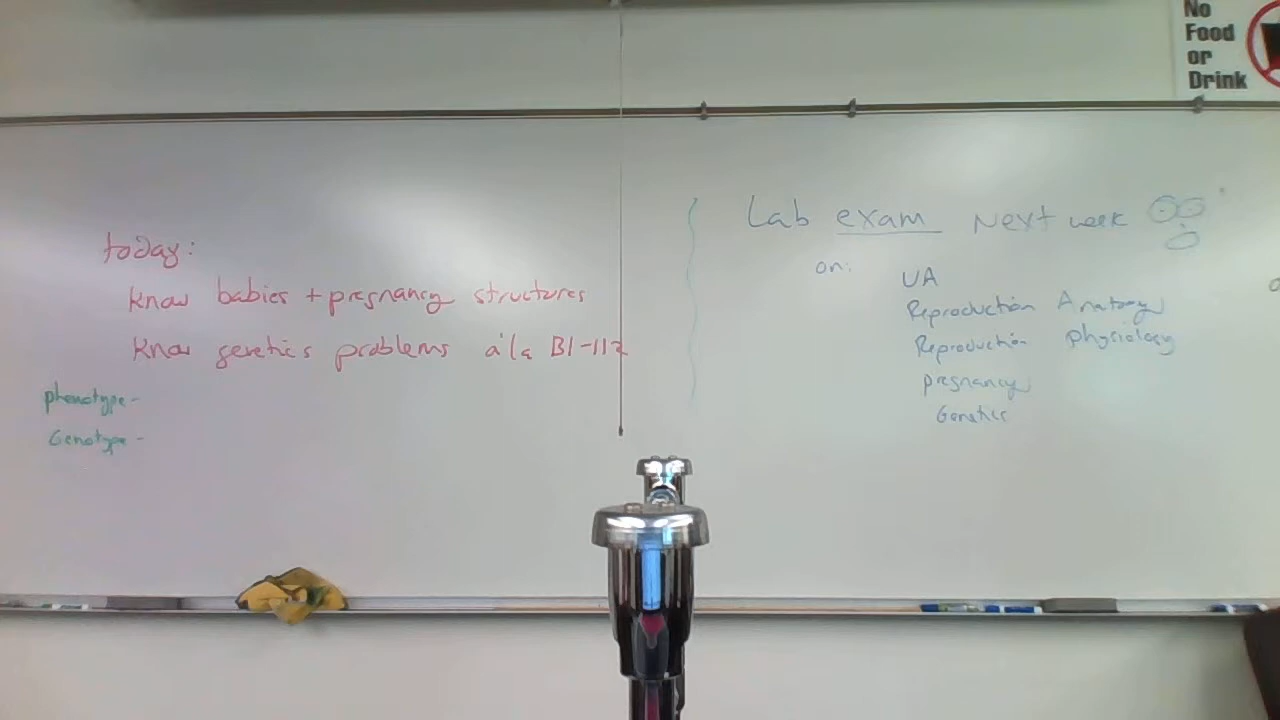 No
Food
or
Drink
today:
Know babies + pregnancy structures
Know genetics problems a'la B1-112
phenotype-
Genotype -
Lab exam Next week
on:
UA
Reproduction Anatomy
Reproduction physiology
pregnancy
Genetics